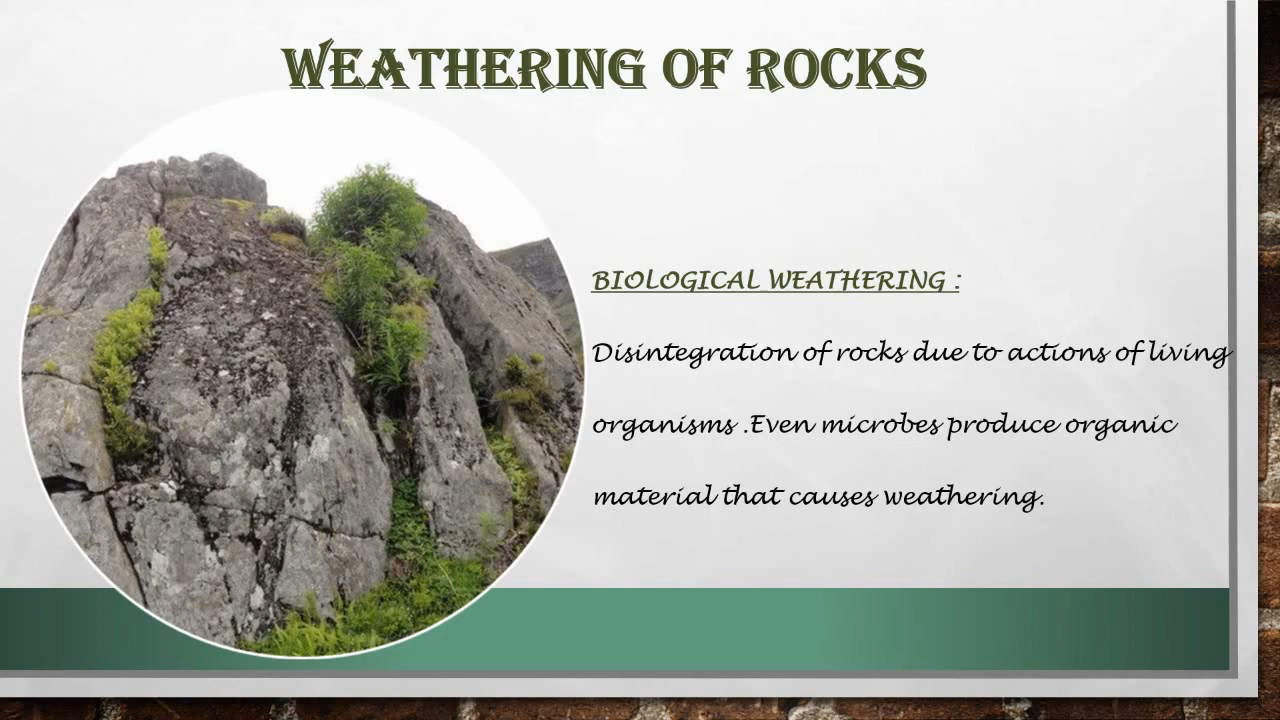 WEATHERING OF ROCKS
BIOLOGICAL WEATHERING :
Disintegration of rocks due to actions of living
organisms .Even microbes produce organic
material that causes weathering.